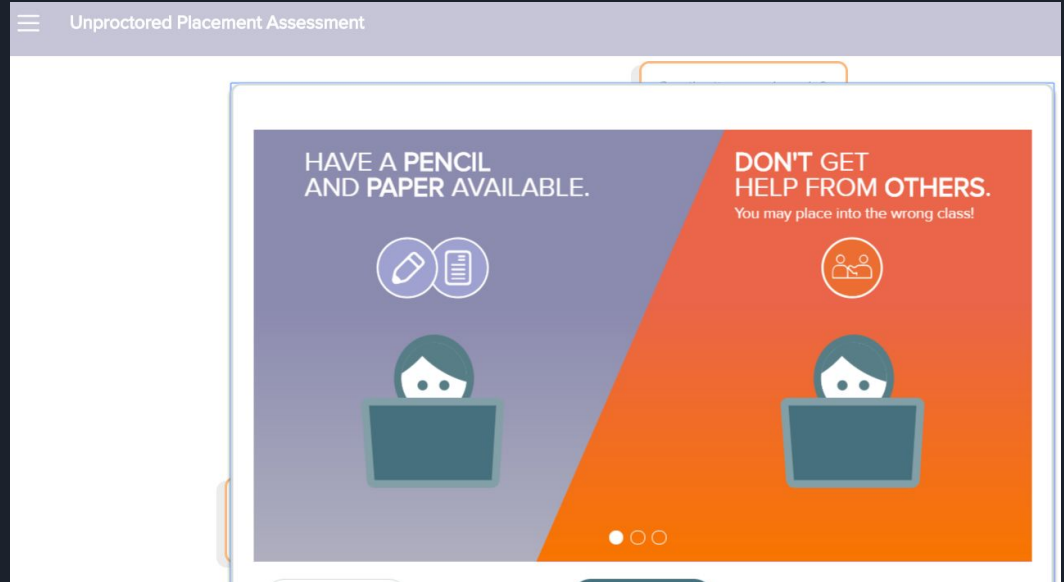 Unproctored Placement Assessment
HAVE A PENCIL
AND PAPER AVAILABLE.
DON'T GET
HELP FROM OTHERS.
You may place into the wrong class!